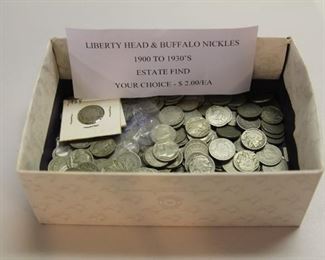 LIBERTY HEAD & BUFFALO NICKLES
1900 TO 1930'S
ESTATE FIND
YOUR CHOICE - $ 2.00/EA